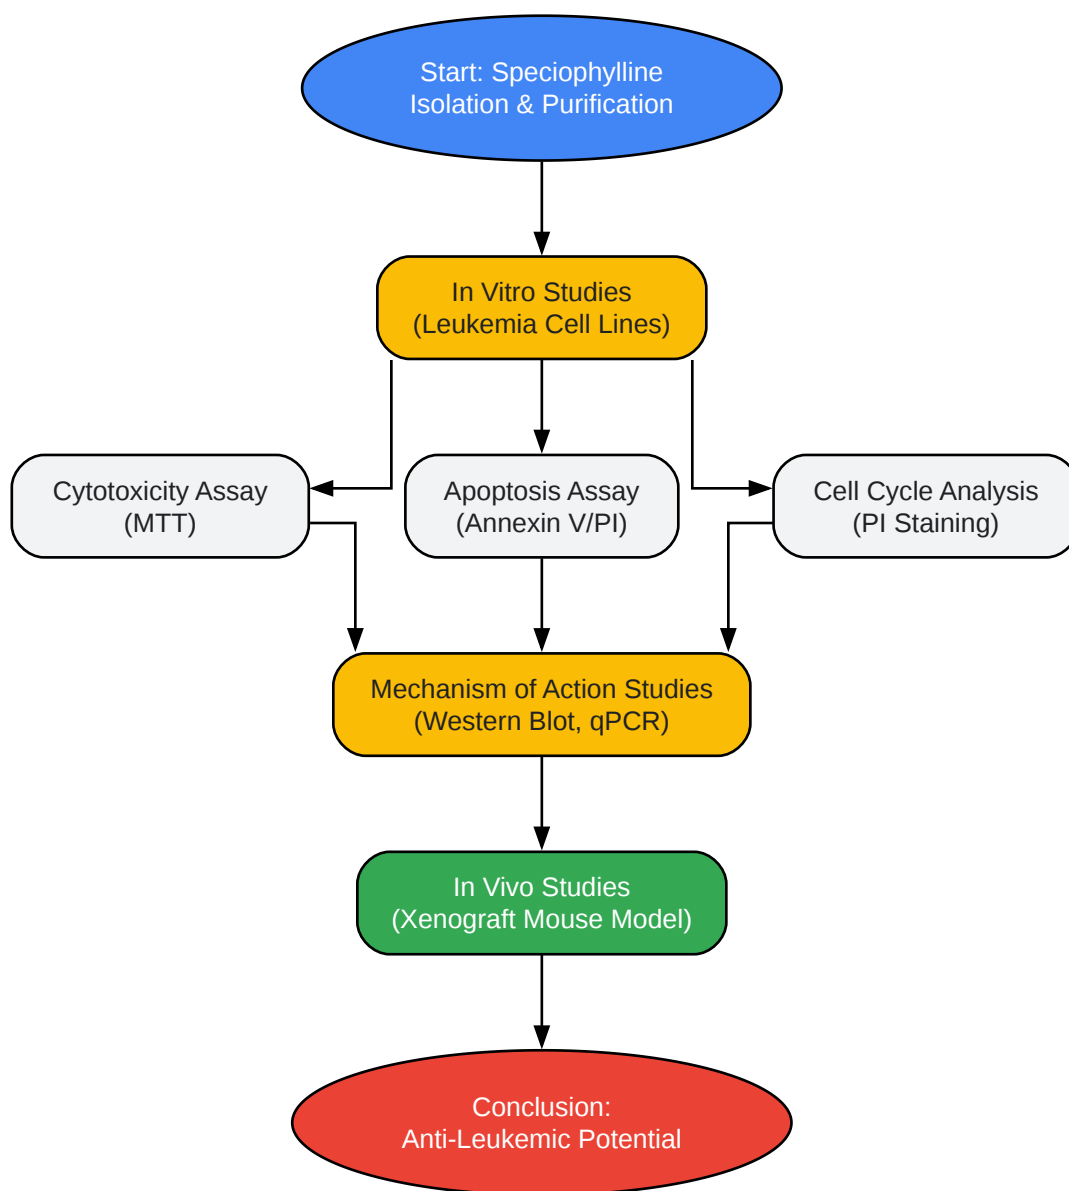 Start: Speciophylline
Isolation & Purification
In Vitro Studies
(Leukemia Cell Lines)
Cytotoxicity Assay
(MTT)
Apoptosis Assay
(Annexin V/PI)
Cell Cycle Analysis
(PI Staining)
Mechanism of Action Studies
(Western Blot, qPCR)
In Vivo Studies
(Xenograft Mouse Model)
Conclusion:
Anti-Leukemic Potential